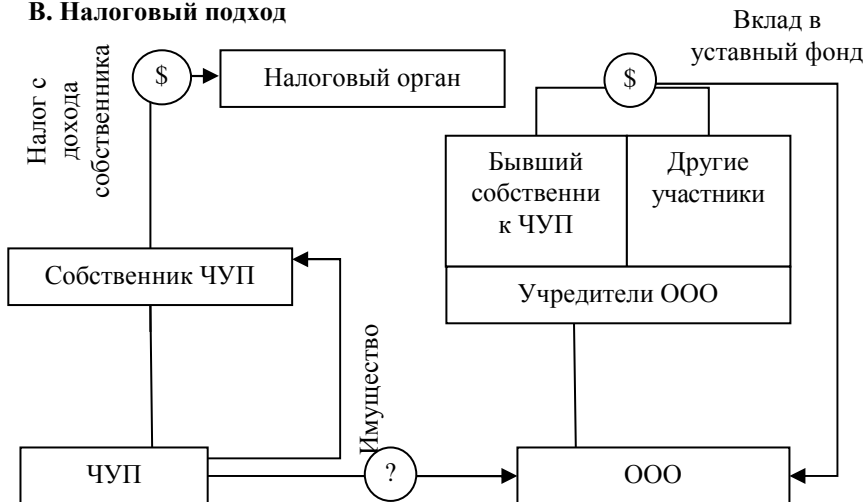 В. Налоговый подход
Вклад в
уставный фонд
Налог с
дохода
собственника
$
Налоговый орган
$
Бывший
собственни
к ЧУП
Другие
участники
Собственник ЧУП
Учредители ООО
Имущество
ЧУП
?
ООО